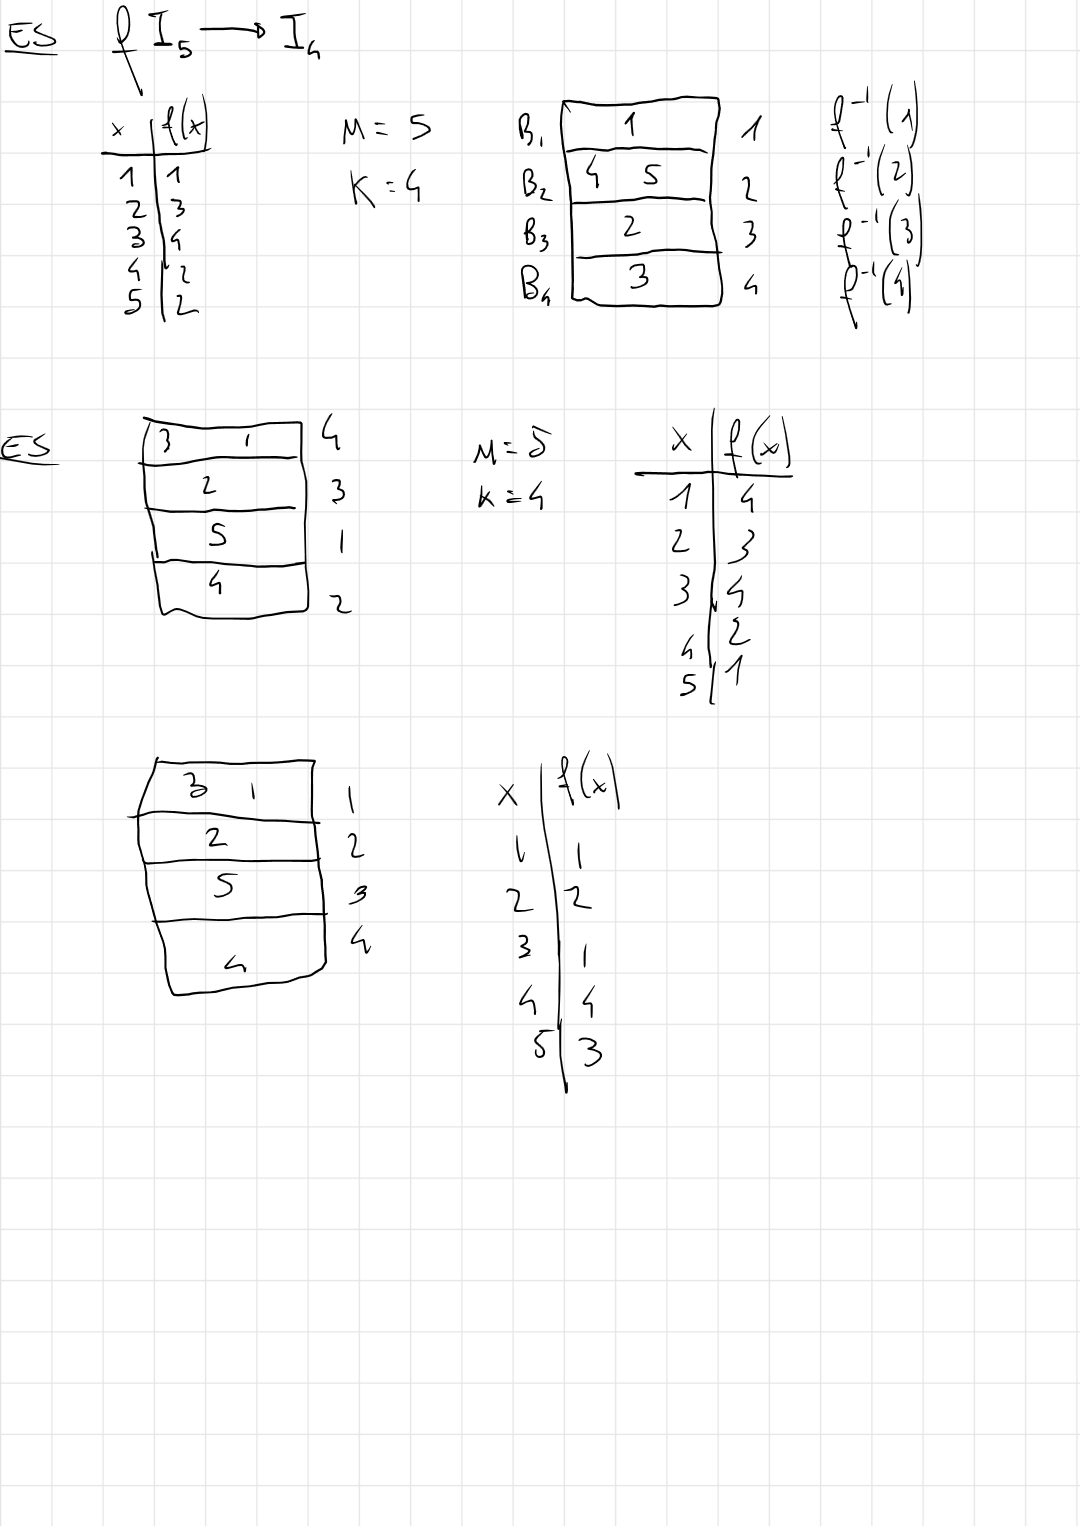 ES f I₅ → I₄
x f(x)
1 1
2 3
3 4
4 2
5 2
M = 5
K = 4
B₁ 1 1 f⁻¹(1)
B₂ 4 5 2 f⁻¹(2)
B₃ 2 3 f⁻¹(3)
B₄ 3 4 f⁻¹(4)
ES
3 1 4
2 3
5 1
4 2
M = 5
K = 4
x f(x)
1 4
2 3
3 4
4 2
5 1
3 1 1
2 2
5 3
4 4
x f(x)
1 1
2 2
3 1
4 4
5 3